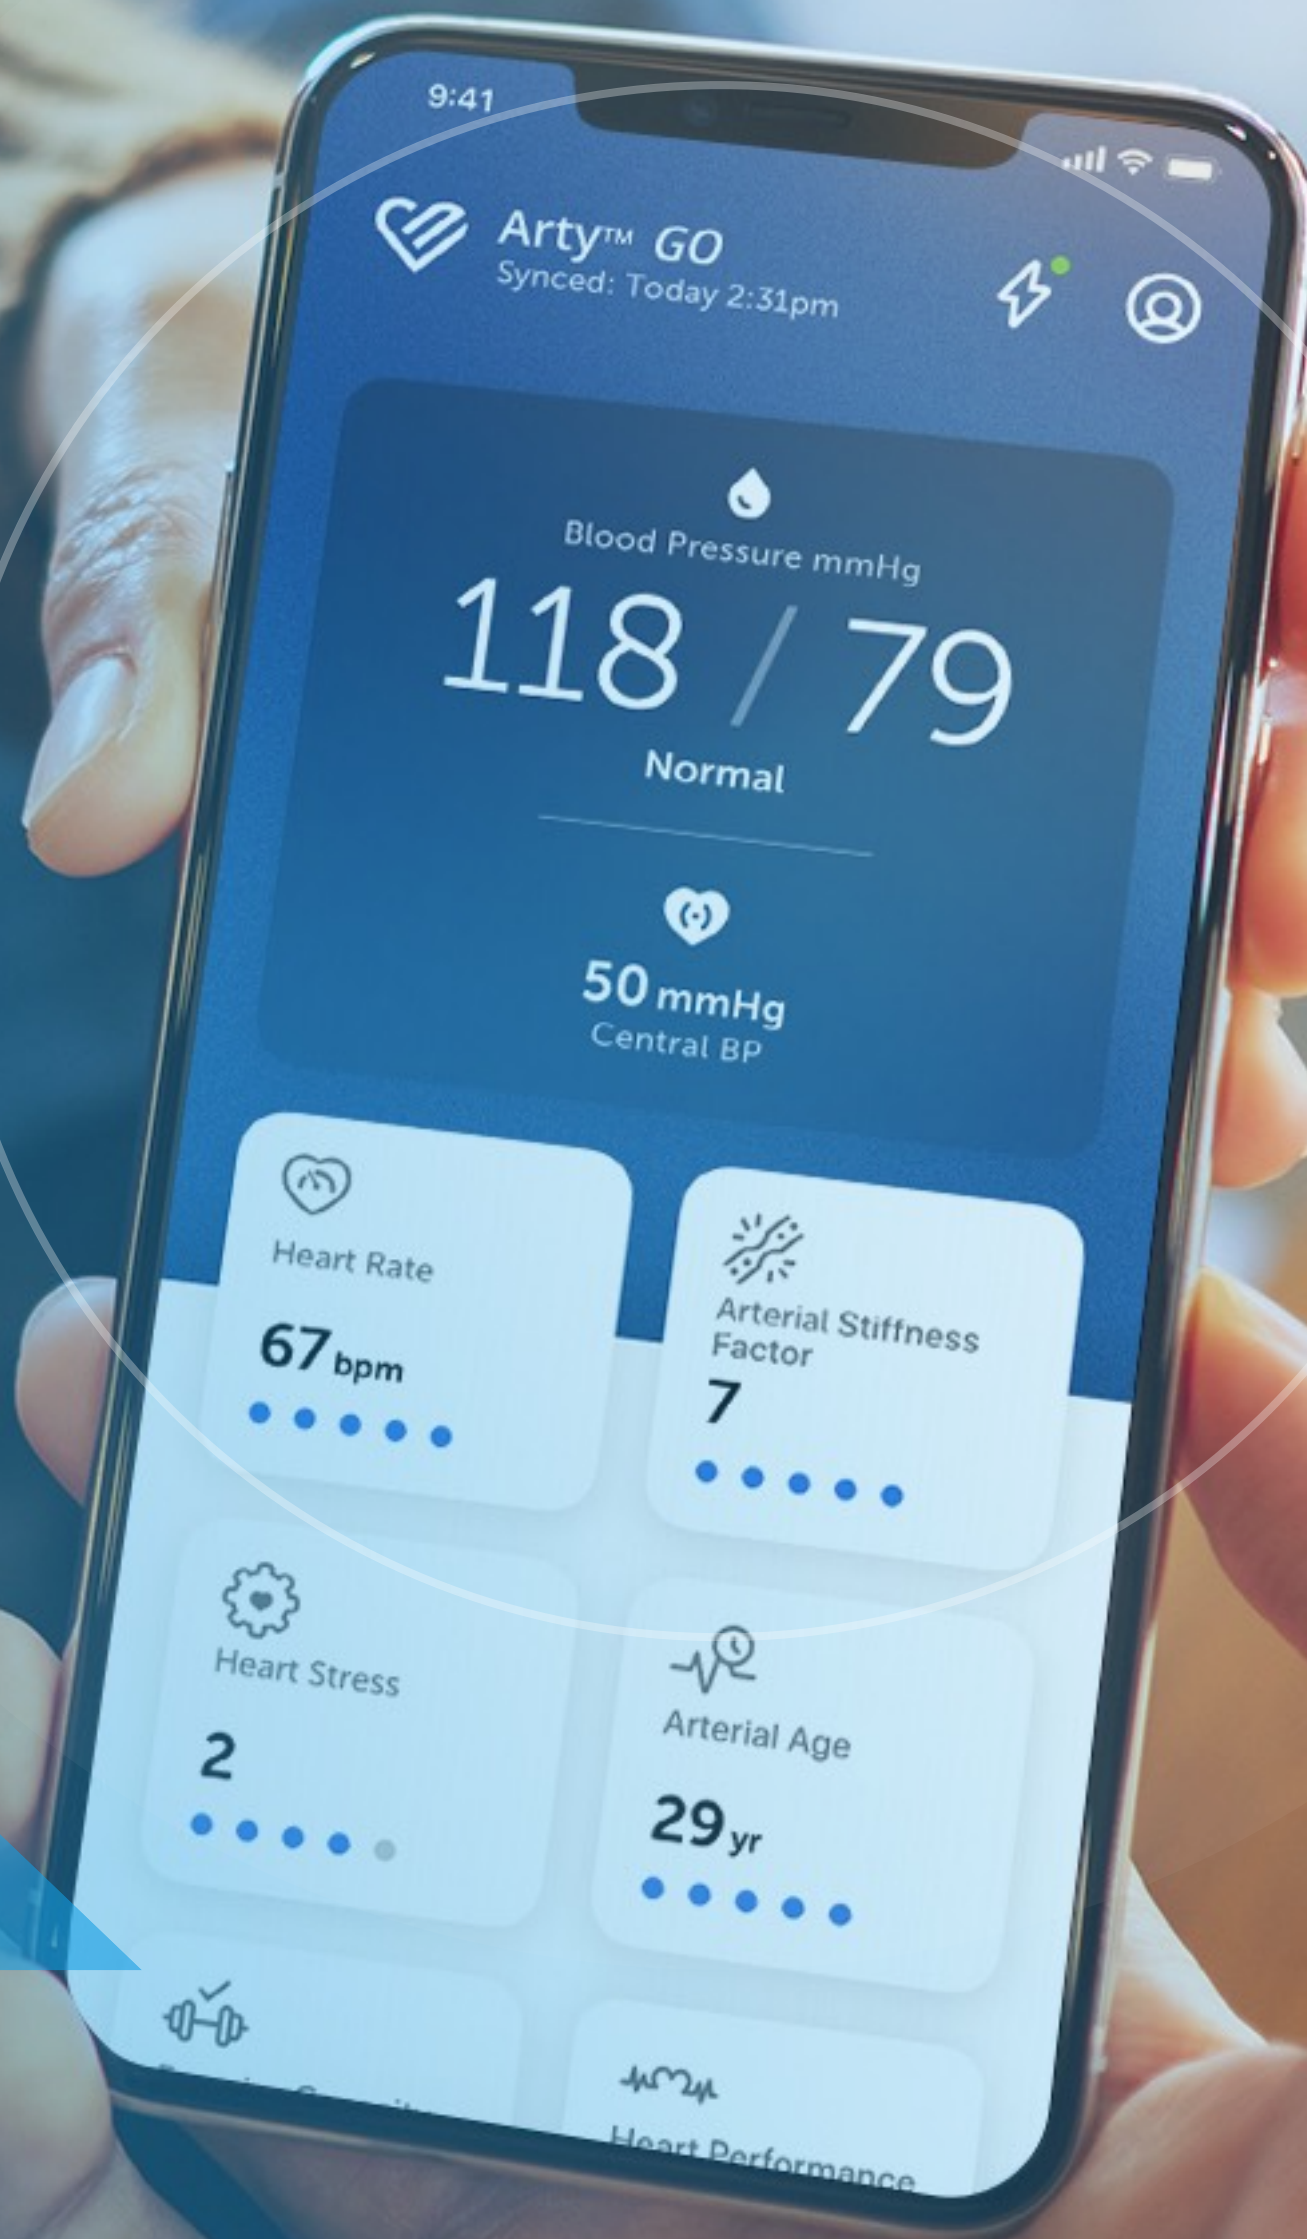 9:41
Arty™ GO
Synced: Today 2:31pm
Blood Pressure mmHg
118 / 79
Normal
50 mmHg
Central BP
Heart Rate
67 bpm
Arterial Stiffness
Factor
7
Heart Stress
2
Arterial Age
29 yr
Heart Performance